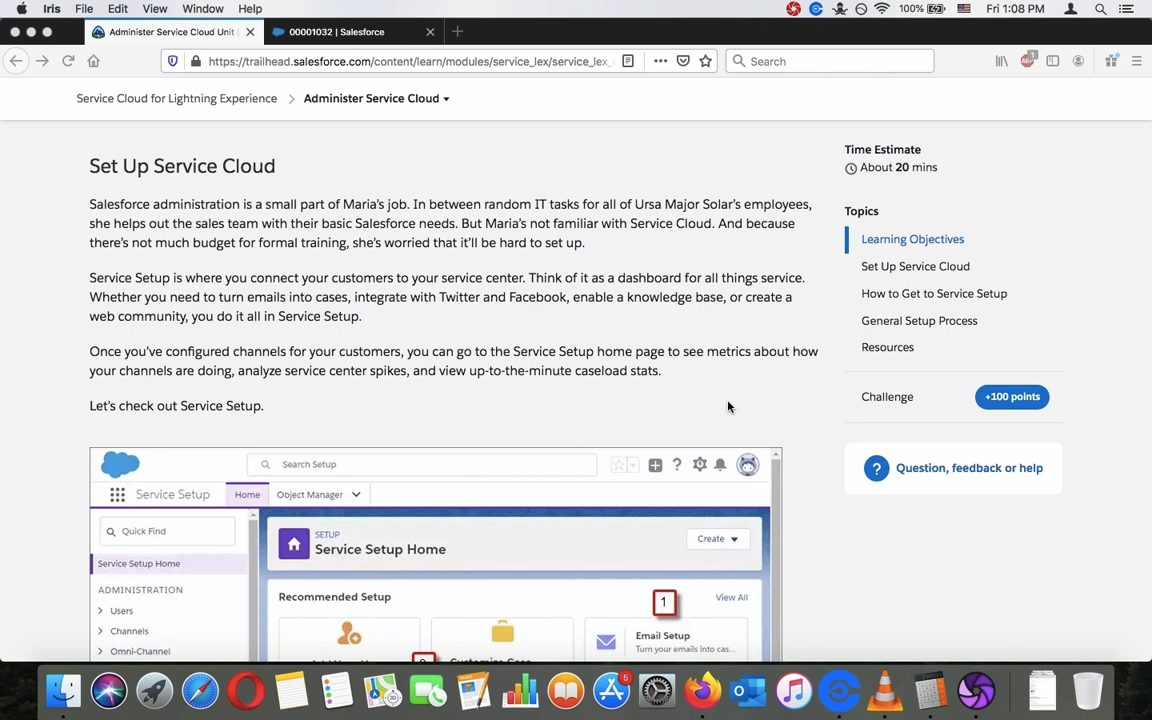 Iris File Edit View Window Help 100% Fri 1:08 PM
Administer Service Cloud Unit 00001032 | Salesforce
https://trailhead.salesforce.com/content/learn/modules/service_lex/service_lex_ Search 1
Service Cloud for Lightning Experience Administer Service Cloud
Set Up Service Cloud
Salesforce administration is a small part of Maria's job. In between random IT tasks for all of Ursa Major Solar's employees,
she helps out the sales team with their basic Salesforce needs. But Maria's not familiar with Service Cloud. And because
there's not much budget for formal training, she's worried that it'll be hard to set up.
Service Setup is where you connect your customers to your service center. Think of it as a dashboard for all things service.
Whether you need to turn emails into cases, integrate with Twitter and Facebook, enable a knowledge base, or create a
web community, you do it all in Service Setup.
Once you've configured channels for your customers, you can go to the Service Setup home page to see metrics about how
your channels are doing, analyze service center spikes, and view up-to-the-minute caseload stats.
Let's check out Service Setup.
Search Setup
Service Setup Home Object Manager
Quick Find
Service Setup Home
ADMINISTRATION
Users
Channels
Omni-Channel
SETUP
Service Setup Home
Create
Recommended Setup
1
View All
Email Setup
Turn your emails into cas...
Time Estimate
About 20 mins
Topics
Learning Objectives
Set Up Service Cloud
How to Get to Service Setup
General Setup Process
Resources
Challenge +100 points
Question, feedback or help
6